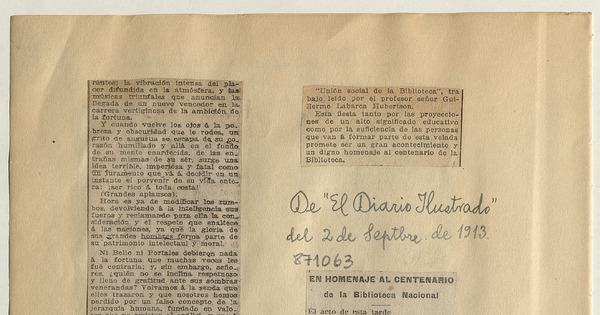 rantes; la vibración intensa del pla-
cer difundida en la atmósfera, y las
músicas triunfales que anuncian la
llegada de un nuevo vencedor en la
carrera vertiginosa de la ambición de
la fortuna.
Y cuando vuelve los ojos á la po-
breza y obscuridad que le rodea, un
grito de angustia se escapa de su co-
razón humillado y allá en el fondo
de su mente enardecida, de las en-
trañas mismas de su sér, surge una
idea terrible, imperiosa y fatal como
un juramento que vá á decidir en un
instante el porvenir de su vida ente-
ra: ¡ser rico á toda costa!
(Grandes aplausos).
Hora es ya de modificar los rum-
bos, devolviendo á la inteligencia sus
fueros y reclamando para ella la con-
sideración y el respeto que enaltece
á las naciones, ya que la gloria de
sus grandes hombres forma parte de
su patrimonio intelectual y moral.
Ni Bello ni Portales debieron nada
á la fortuna que muchas veces les
fué contraria; y, sin embargo, seño-
res, ¿quién no se inclina respetuoso
y lleno de gratitud ante sus sombras
venerandas? Volvamos á la senda que
ellos trazaron y que nosotros hemos
perdido por un falso concepto de la
jerarquía humana, fundado en valo-
"Unión social de la Biblioteca", tra
bajo leído por el profesor señor Gui-
llermo Labarca Hubertson.
Esta fiesta tanto por las proyeccio-
nes de un alto significado educativo
como por la suficiencia de las personas
que van á formar parte de esta velada
promete ser un gran acontecimiento y
un digno homenaje al centenario de la
Biblioteca.
De "El Diario Ilustrado"
del 2 de Septbre. de 1913.
871063
EN HOMENAJE AL CENTENARIO
de la Biblioteca Nacional
El acto de esta tarde